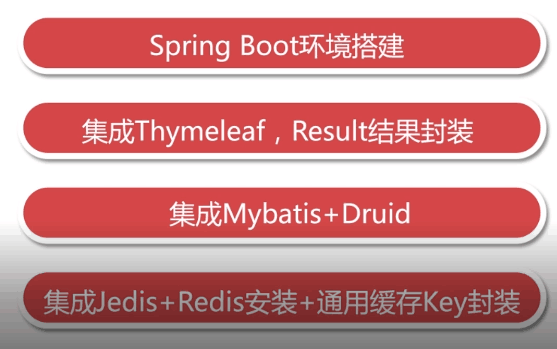 Spring Boot环境搭建
集成Thymeleaf，Result结果封装
集成Mybatis+Druid
集成Jedis+Redis安装+通用缓存Key封装